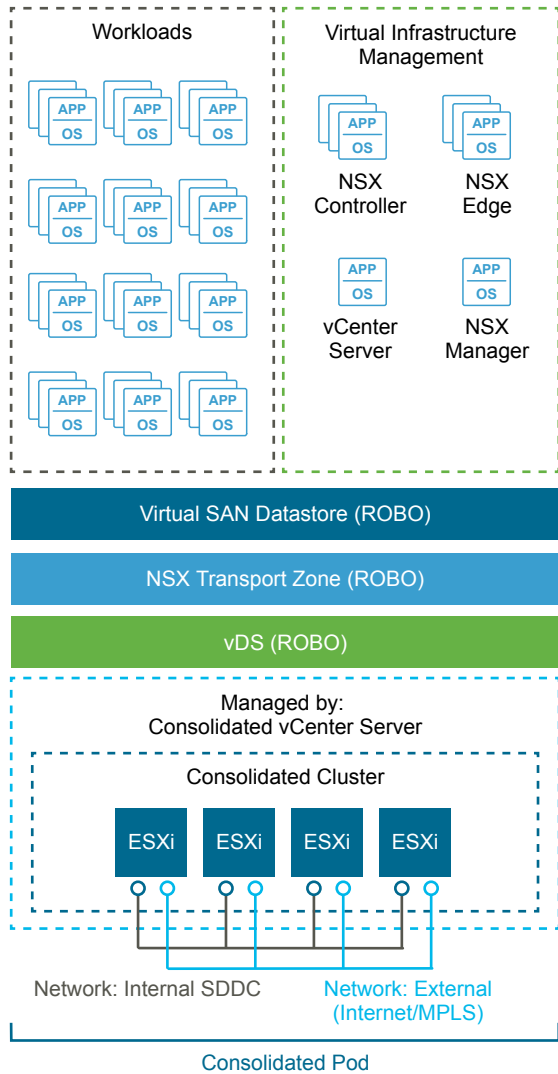 Workloads
APP APP APP
OS OS OS
APP APP APP
OS OS OS
APP APP APP
OS OS OS
APP APP APP
OS OS OS
Virtual Infrastructure
Management
APP APP
OS OS
NSX
Controller
NSX
Edge
APP APP
OS OS
vCenter
Server
NSX
Manager
Virtual SAN Datastore (ROBO)
NSX Transport Zone (ROBO)
vDS (ROBO)
Managed by:
Consolidated vCenter Server
Consolidated Cluster
ESXi ESXi ESXi ESXi
Network: Internal SDDC
Network: External
(Internet/MPLS)
Consolidated Pod